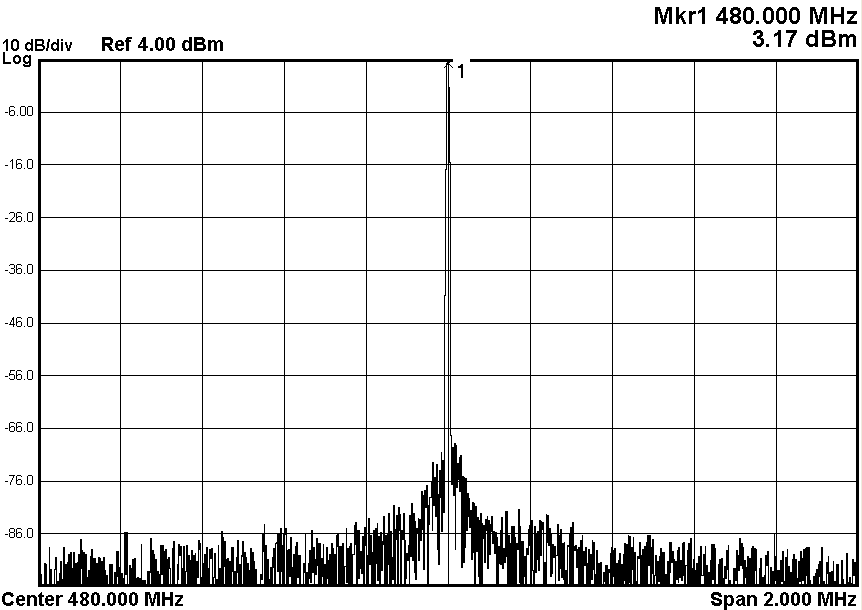 Mkr1 480.000 MHz
10 dB/div Ref 4.00 dBm 3.17 dBm
Log
1
-6.00
-16.0
-26.0
-36.0
-46.0
-56.0
-66.0
-76.0
-86.0
Center 480.000 MHz Span 2.000 MHz